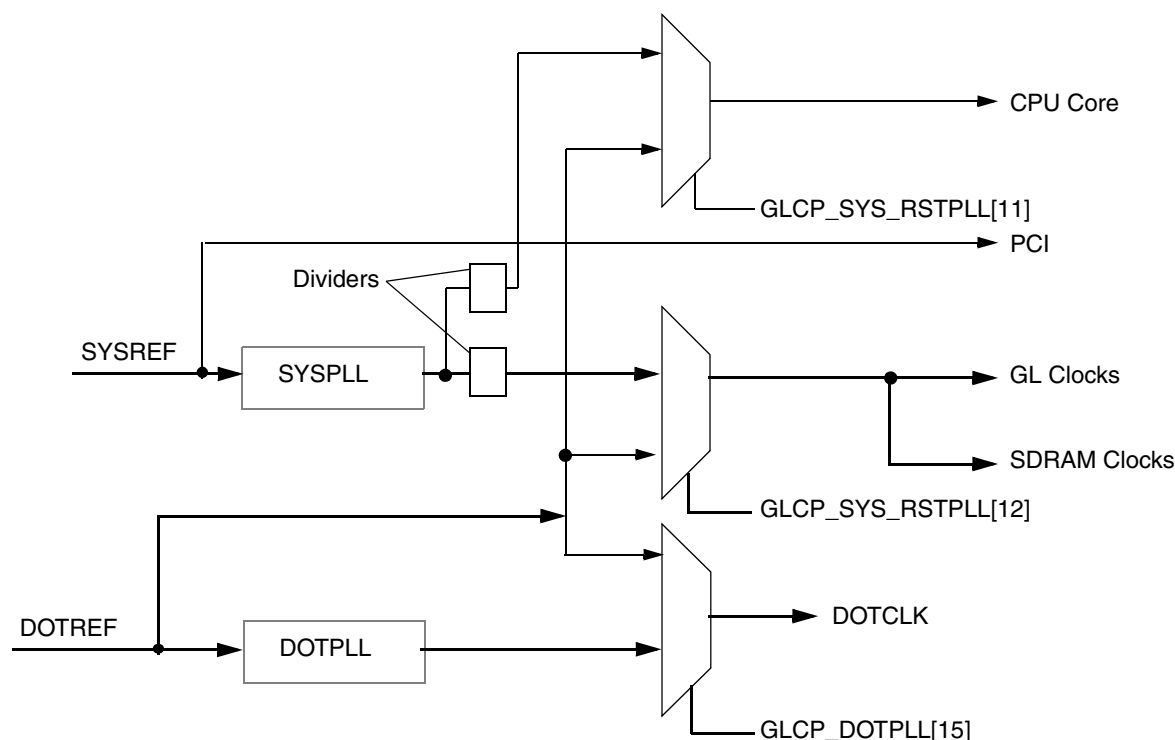 CPU Core
GLCP_SYS_RSTPLL[11]
PCI
Dividers
SYSREF
SYSPLL
GL Clocks
SDRAM Clocks
GLCP_SYS_RSTPLL[12]
DOTREF
DOTPLL
DOTCLK
GLCP_DOTPLL[15]